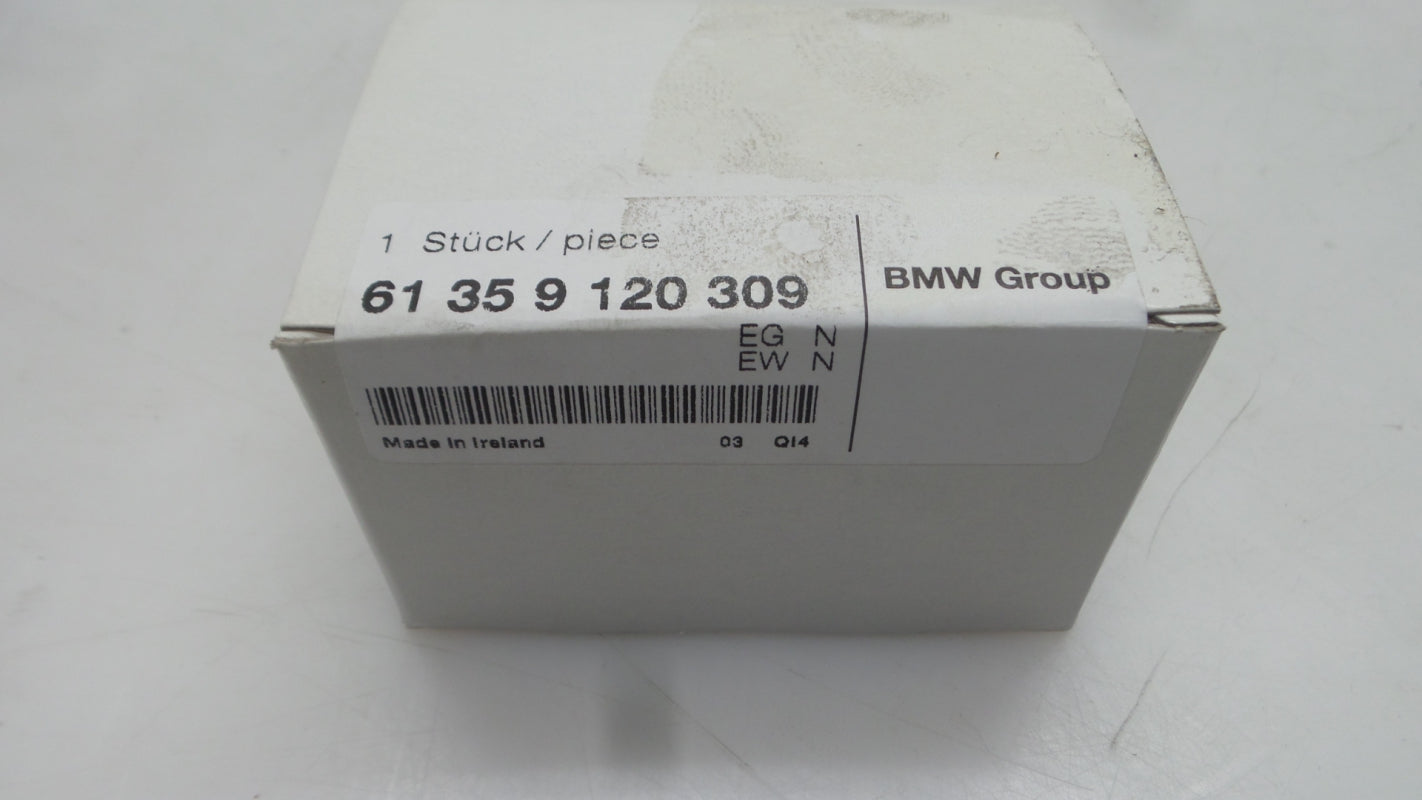 1 Stück / piece
61 35 9 120 309
BMW Group
EG N
EW N
Made in Ireland 03 QI4